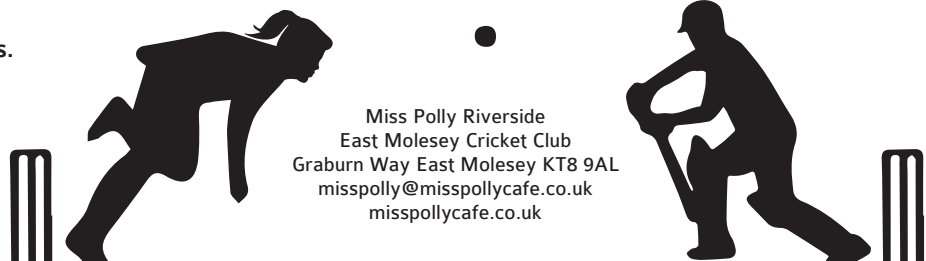 s.
Miss Polly Riverside
East Molesey Cricket Club
Graburn Way East Molesey KT8 9AL
misspolly@misspollycafe.co.uk
misspollycafe.co.uk